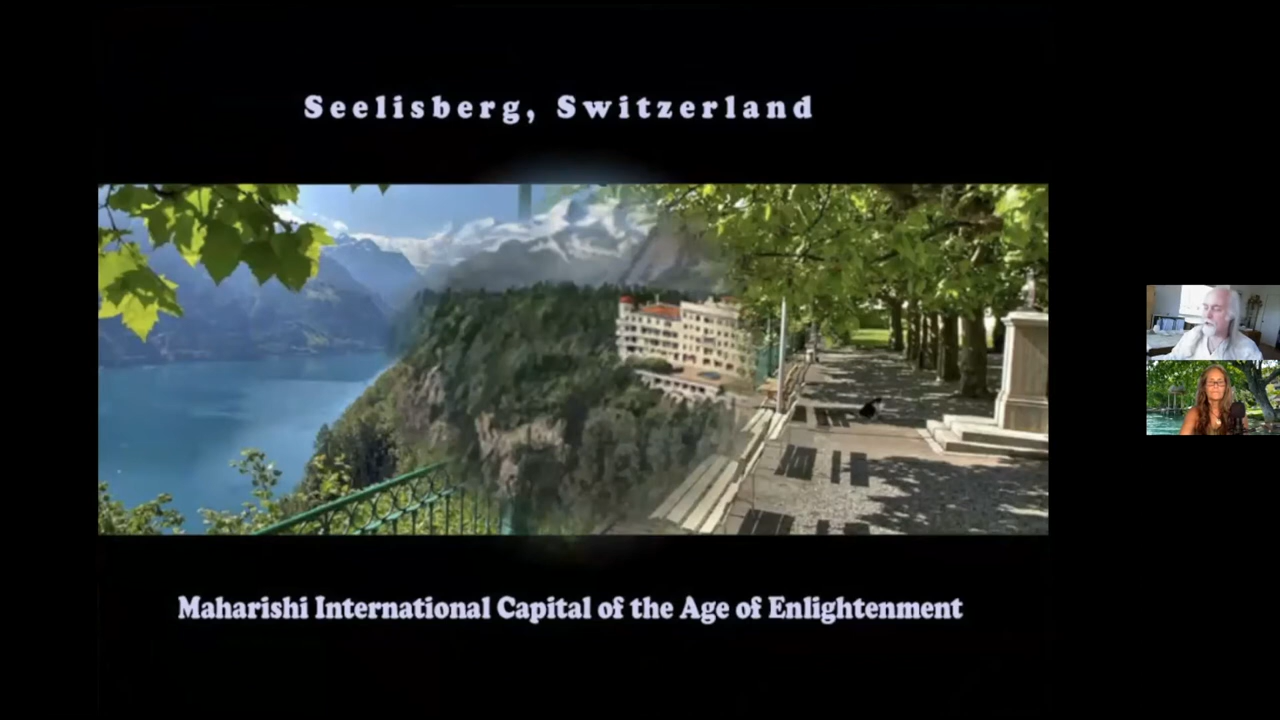 Seelisberg, Switzerland
Maharishi International Capital of the Age of Enlightenment